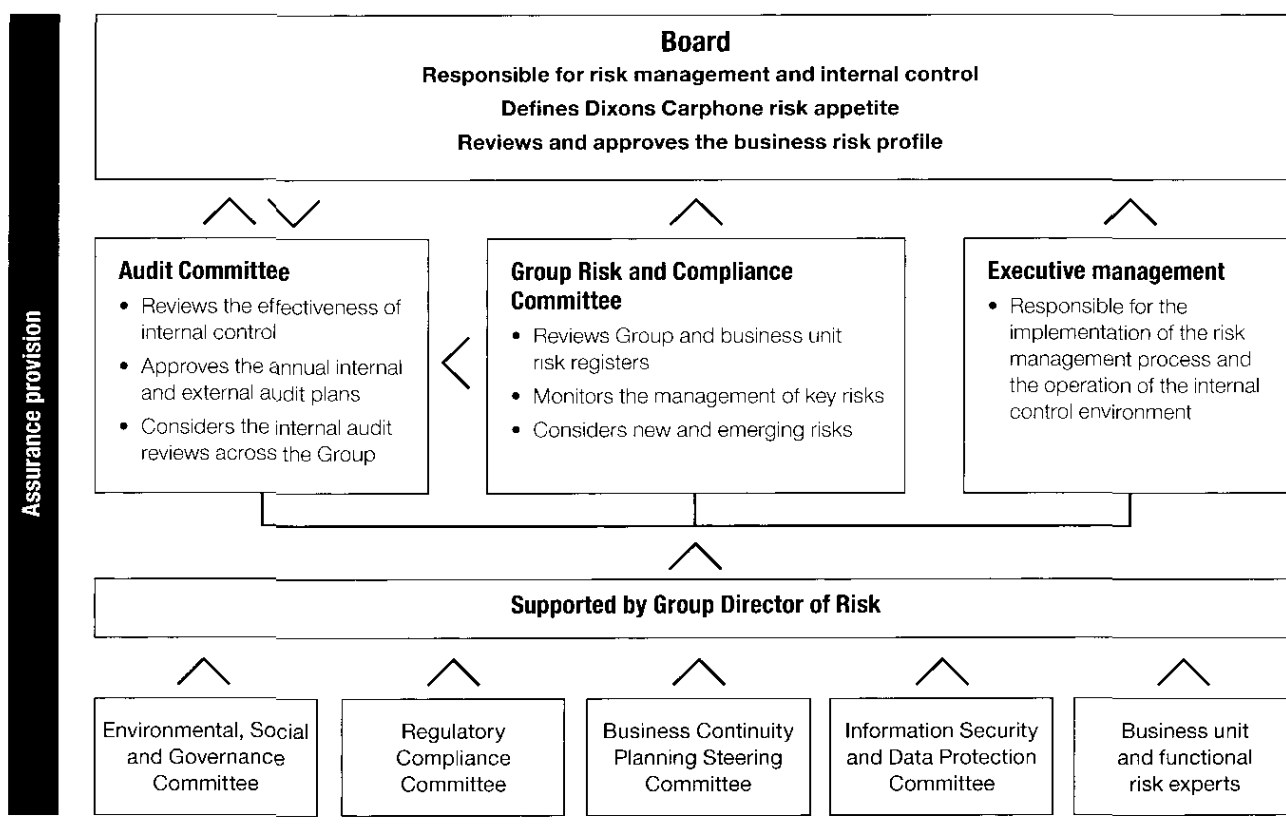 Assurance provision
Board
Responsible for risk management and internal control
Defines Dixons Carphone risk appetite
Reviews and approves the business risk profile
Audit Committee
• Reviews the effectiveness of
internal control
• Approves the annual internal
and external audit plans
• Considers the internal audit
reviews across the Group
Group Risk and Compliance
Committee
• Reviews Group and business unit
risk registers
• Monitors the management of key risks
• Considers new and emerging risks
Executive management
• Responsible for the
implementation of the risk
management process and
the operation of the internal
control environment
Supported by Group Director of Risk
Environmental, Social
and Governance
Committee
Regulatory
Compliance
Committee
Business Continuity
Planning Steering
Committee
Information Security
and Data Protection
Committee
Business unit
and functional
risk experts